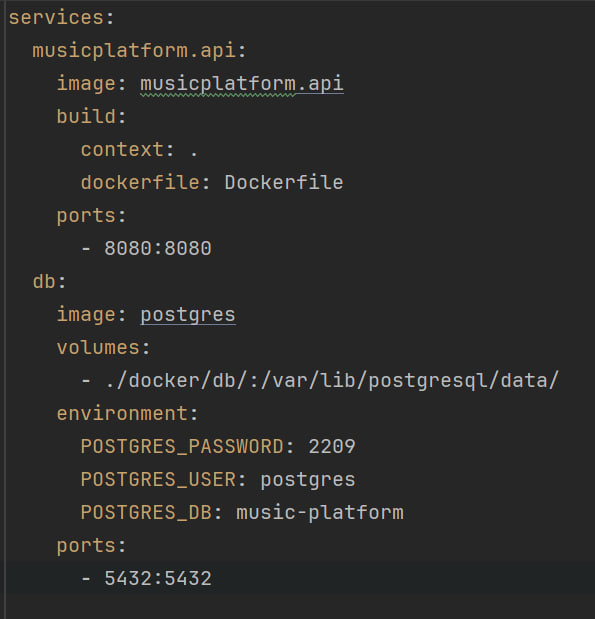 services:
  musicplatform.api:
    image: musicplatform.api
    build:
      context: .
      dockerfile: Dockerfile
    ports:
      - 8080:8080
  db:
    image: postgres
    volumes:
      - ./docker/db/:/var/lib/postgresql/data/
    environment:
      POSTGRES_PASSWORD: 2209
      POSTGRES_USER: postgres
      POSTGRES_DB: music-platform
    ports:
      - 5432:5432